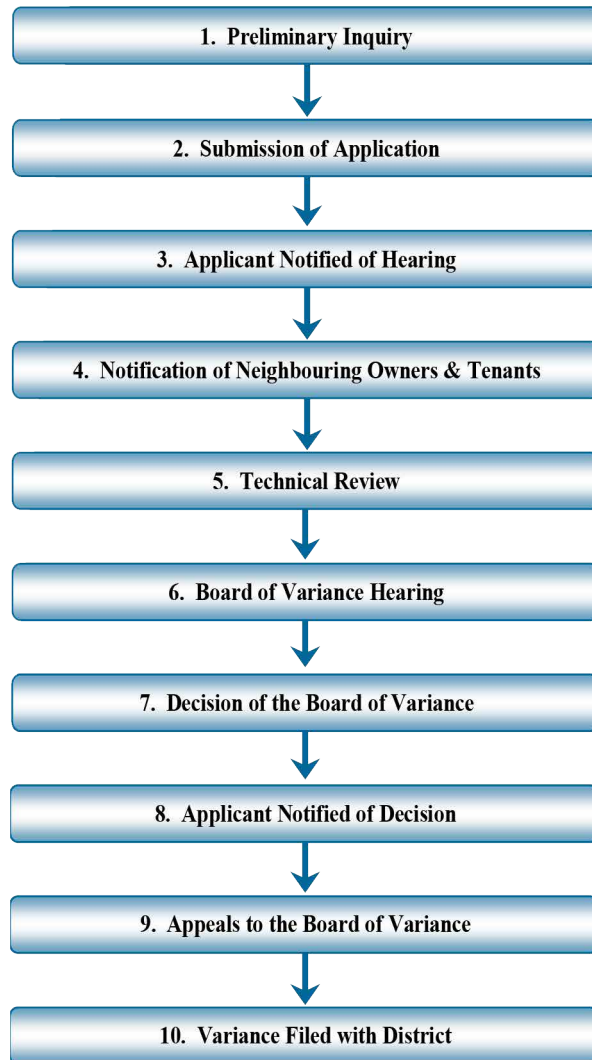 1. Preliminary Inquiry
2. Submission of Application
3. Applicant Notified of Hearing
4. Notification of Neighbouring Owners & Tenants
5. Technical Review
6. Board of Variance Hearing
7. Decision of the Board of Variance
8. Applicant Notified of Decision
9. Appeals to the Board of Variance
10. Variance Filed with District